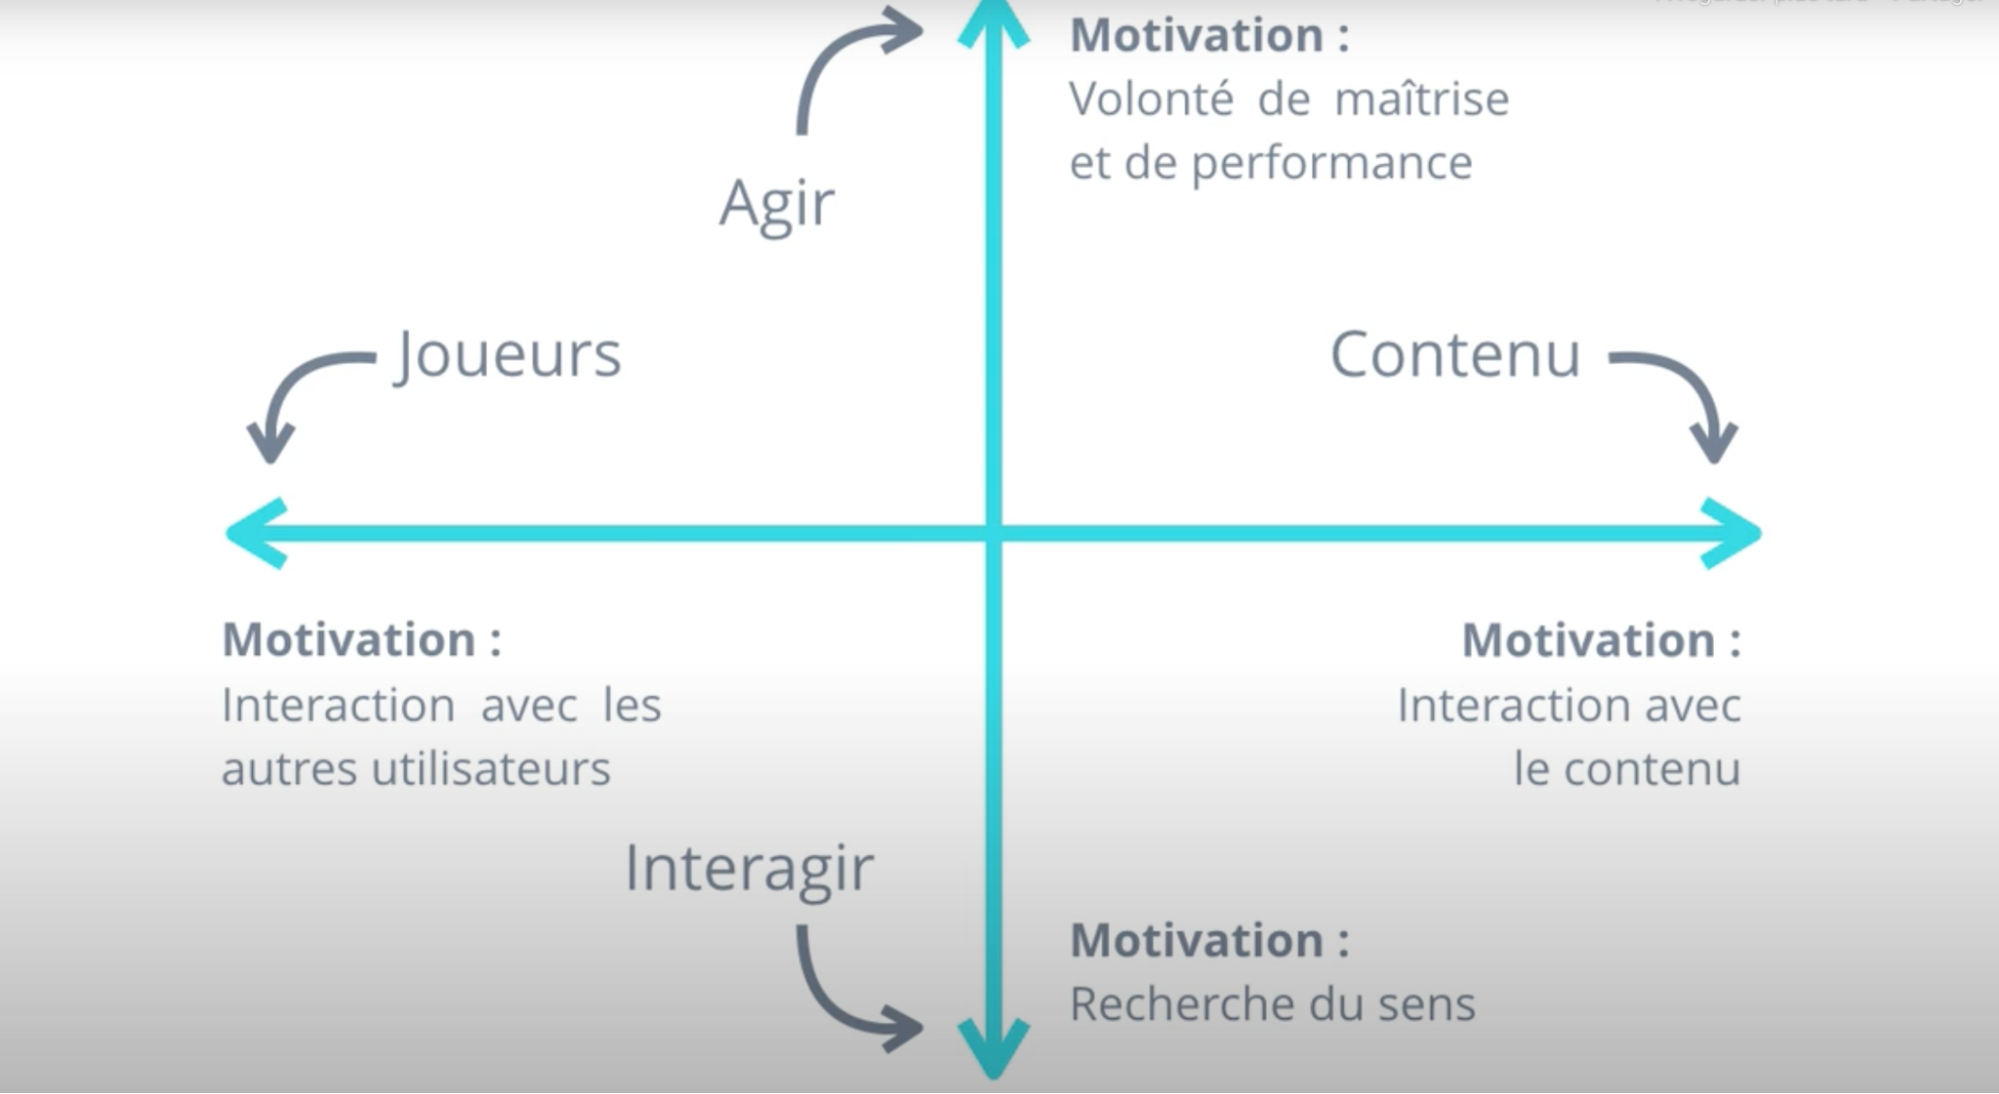 Motivation :
Volonté de maîtrise
et de performance
Agir
Joueurs
Contenu
Motivation :
Interaction avec les
autres utilisateurs
Motivation :
Interaction avec
le contenu
Interagir
Motivation :
Recherche du sens